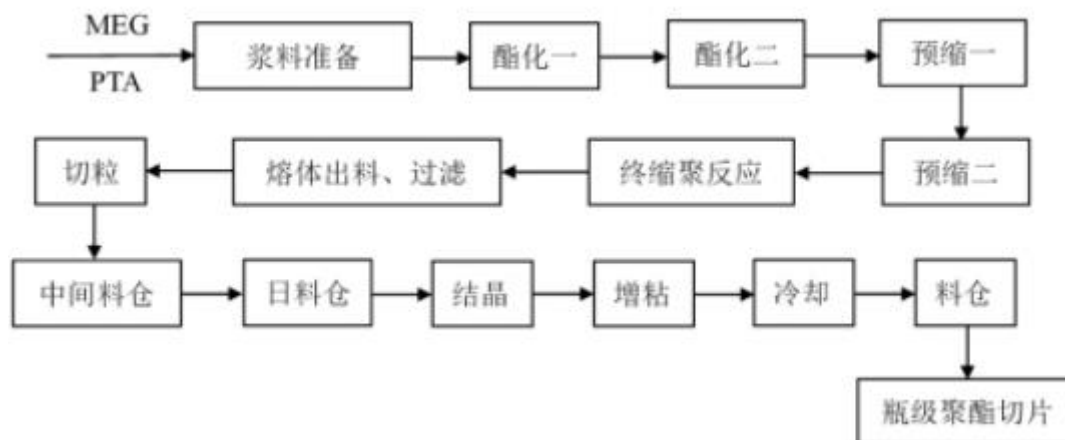 MEG
PTA
浆料准备
酯化一
酯化二
预缩一
预缩二
终缩聚反应
熔体出料、过滤
切粒
中间料仓
日料仓
结晶
增粘
冷却
料仓
瓶级聚酯切片